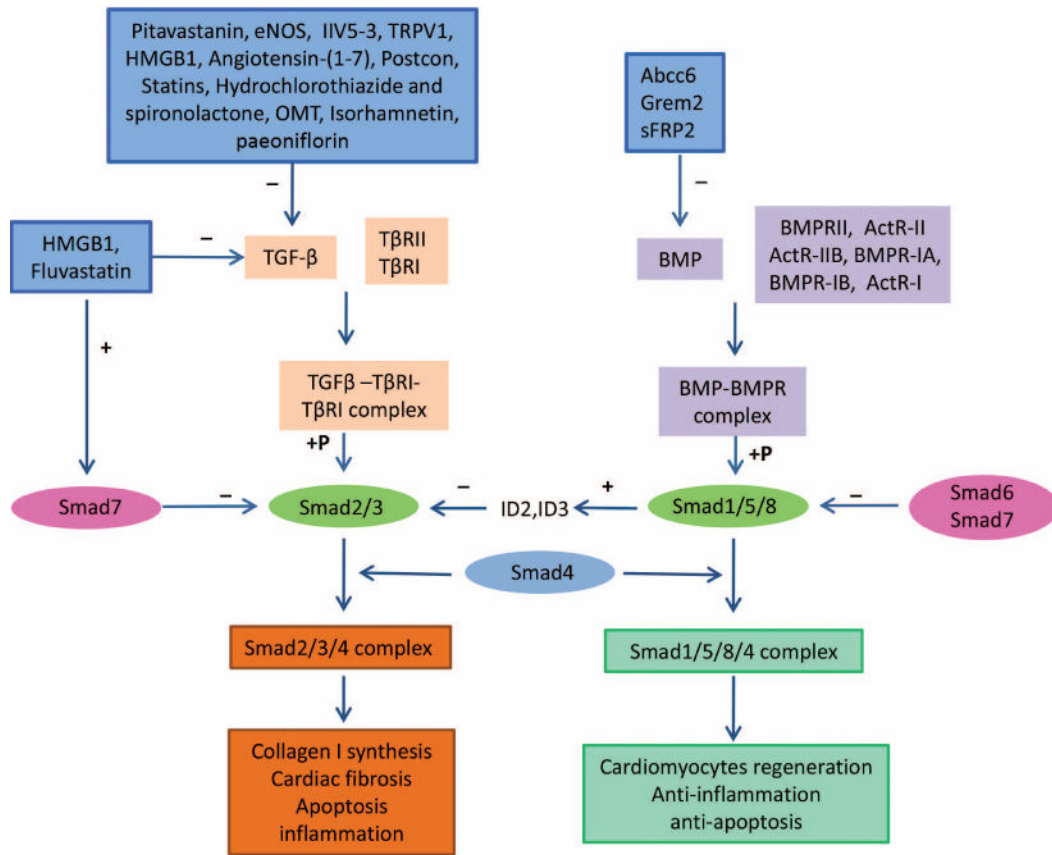 Pitavastanin, eNOS, IIV5-3, TRPV1,
HMGB1, Angiotensin-(1-7), Postcon,
Statins, Hydrochlorothiazide and
spironolactone, OMT, Isorhamnetin,
paeoniflorin
Abcc6
Grem2
sFRP2
–
–
HMGB1,
Fluvastatin
–
TGF-β
TβRII
TβRI
BMP
BMPRII, ActR-II
ActR-IIB, BMPR-IA,
BMPR-IB, ActR-I
+
TGFβ –TβRI-
TβRI complex
BMP-BMPR
complex
+P
+P
Smad7
–
Smad2/3
–
ID2,ID3
+
Smad1/5/8
–
Smad6
Smad7
Smad4
Smad2/3/4 complex
Smad1/5/8/4 complex
Collagen I synthesis
Cardiac fibrosis
Apoptosis
inflammation
Cardiomyocytes regeneration
Anti-inflammation
anti-apoptosis